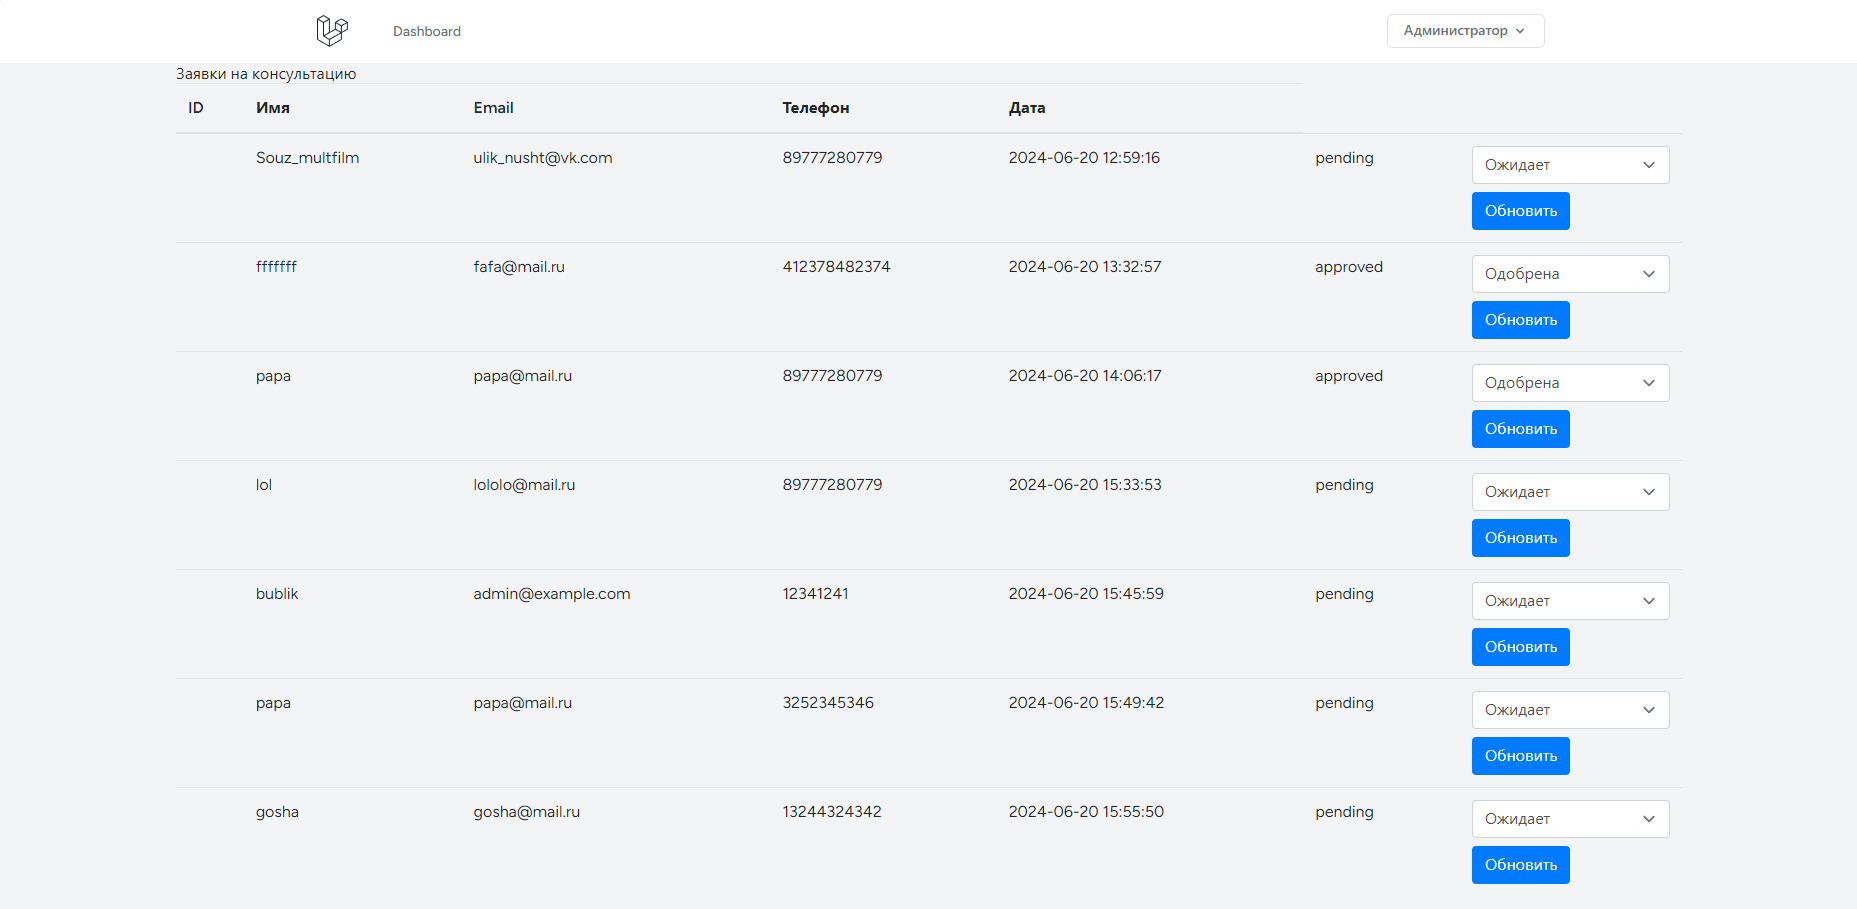 Dashboard
Администратор
Заявки на консультацию
ID Имя Email Телефон Дата
Souz_multfilm ulik_nusht@vk.com 89777280779 2024-06-20 12:59:16 pending Ожидает
Обновить
fffffff fafa@mail.ru 412378482374 2024-06-20 13:32:57 approved Одобрена
Обновить
papa papa@mail.ru 89777280779 2024-06-20 14:06:17 approved Одобрена
Обновить
lol lololo@mail.ru 89777280779 2024-06-20 15:33:53 pending Ожидает
Обновить
bublik admin@example.com 12341241 2024-06-20 15:45:59 pending Ожидает
Обновить
papa papa@mail.ru 3252345346 2024-06-20 15:49:42 pending Ожидает
Обновить
gosha gosha@mail.ru 13244324342 2024-06-20 15:55:50 pending Ожидает
Обновить